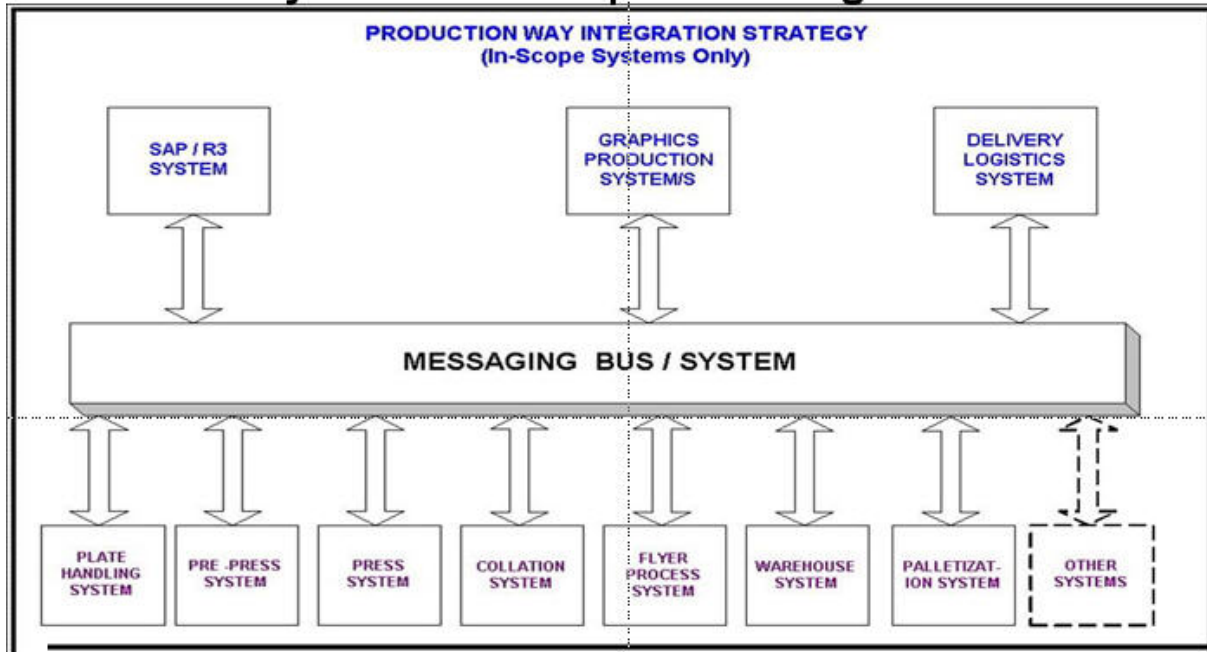 PRODUCTION WAY INTEGRATION STRATEGY
(In-Scope Systems Only)
SAP / R3
SYSTEM
GRAPHICS
PRODUCTION
SYSTEM/S
DELIVERY
LOGISTICS
SYSTEM
MESSAGING BUS / SYSTEM
PLATE
HANDLING
SYSTEM
PRE -PRESS
SYSTEM
PRESS
SYSTEM
COLLATION
SYSTEM
FLYER
PROCESS
SYSTEM
WAREHOUSE
SYSTEM
PALLETIZAT-
ION SYSTEM
OTHER
SYSTEMS